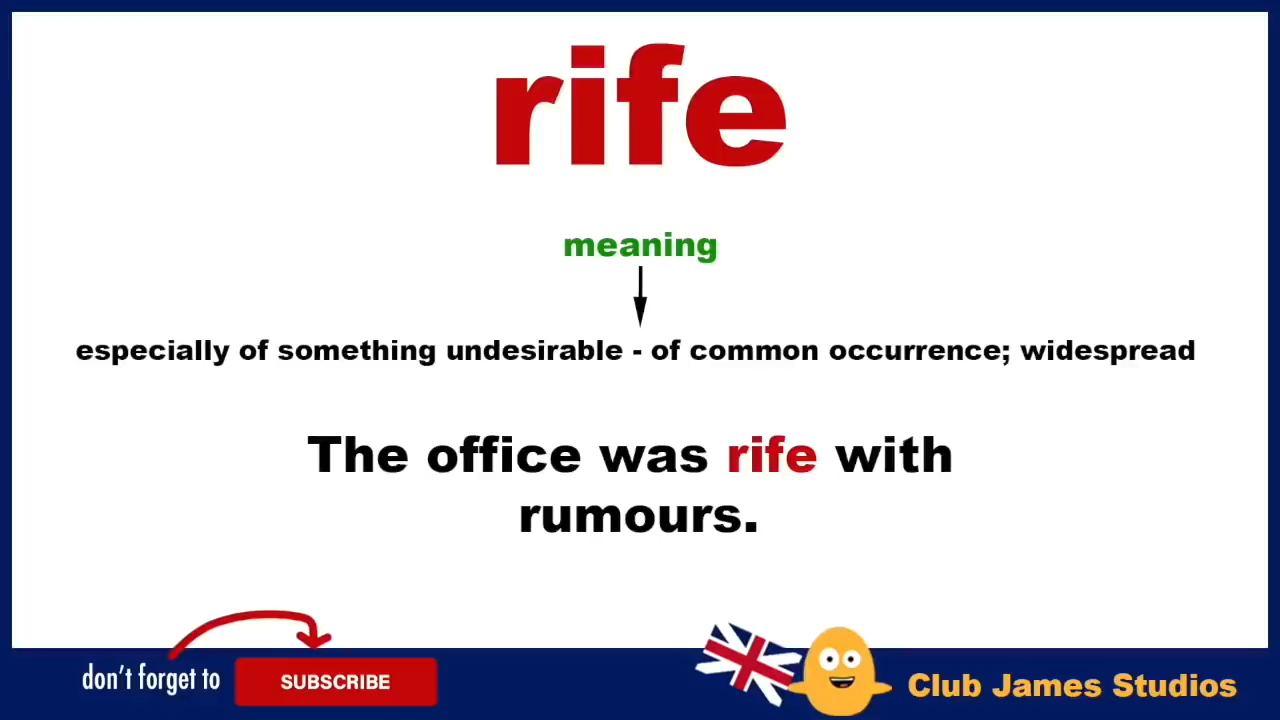 rife
meaning
especially of something undesirable - of common occurrence; widespread
The office was rife with
rumours.
don't forget to
SUBSCRIBE
Club James Studios